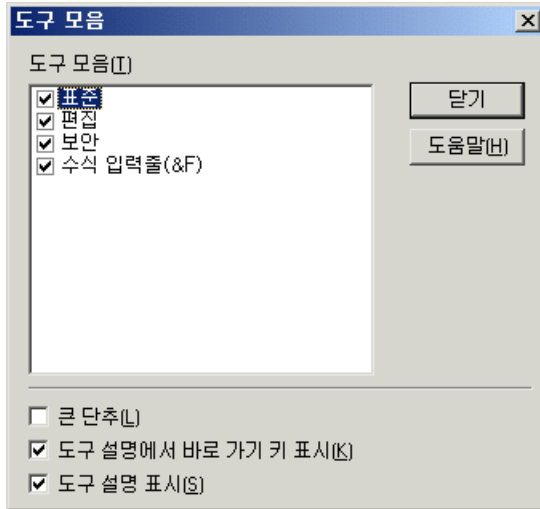 도구 모음
도구 모음(T)
표준
편집
보안
수식 입력줄(&F)
닫기
도움말(H)
큰 단추(L)
도구 설명에서 바로 가기 키 표시(K)
도구 설명 표시(S)